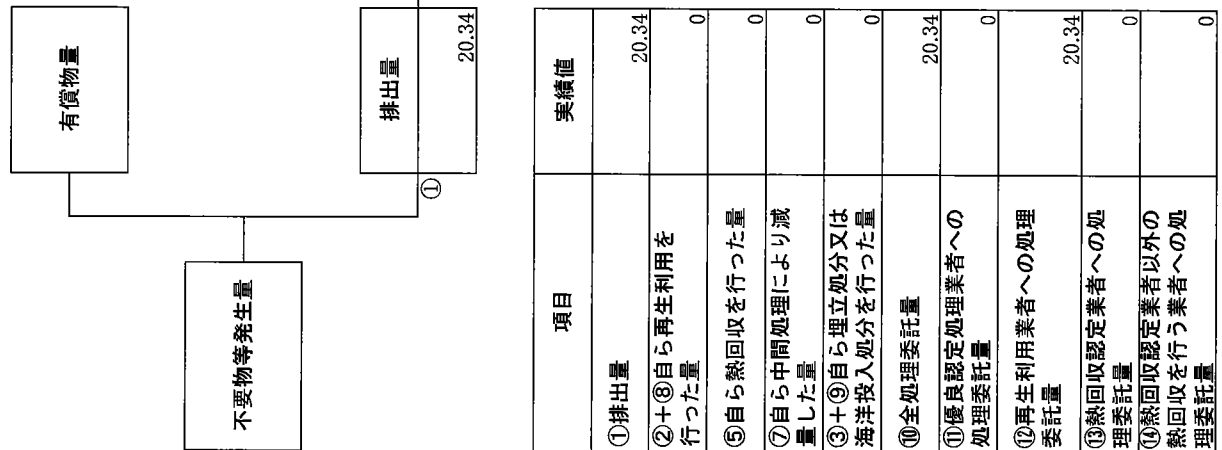 不要物等発生量
有償物量
排出量
①
20.34
項目
実績値
①排出量
20.34
②+⑧自ら再生利用を
行った量
0
⑤自ら熱回収を行った量
0
⑦自ら中間処理により減
量した量
0
③+⑨自ら埋立処分又は
海洋投入処分を行った量
0
⑩全処理委託量
20.34
⑪優良認定処理業者への
処理委託量
0
⑫再生利用業者への処理
委託量
20.34
⑬熱回収認定業者への処
理委託量
0
⑭熱回収認定業者以外の
熱回収を行う業者への処
理委託量
0